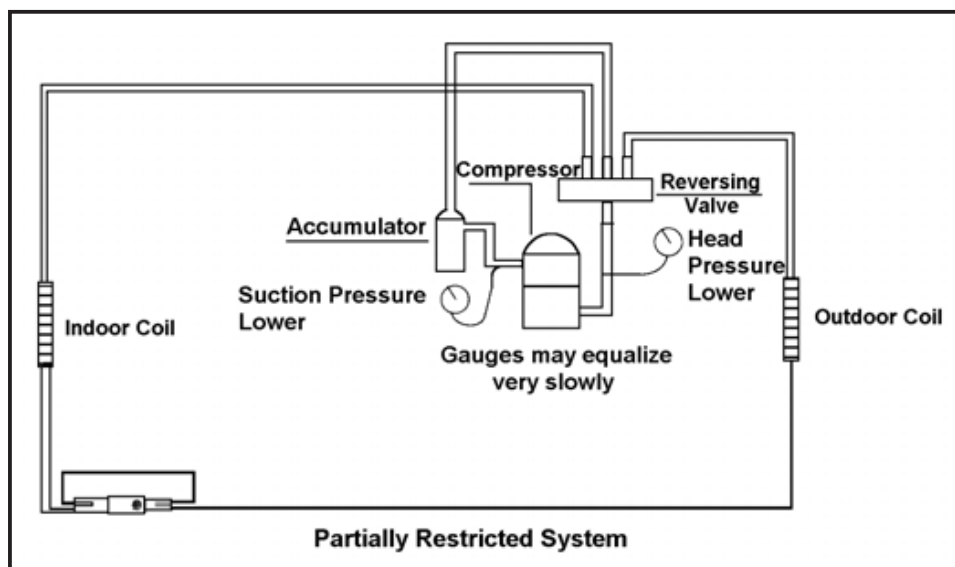 Compressor
Reversing
Valve
Accumulator
Head
Pressure
Lower
Suction Pressure
Lower
Indoor Coil
Outdoor Coil
Gauges may equalize
very slowly
Partially Restricted System